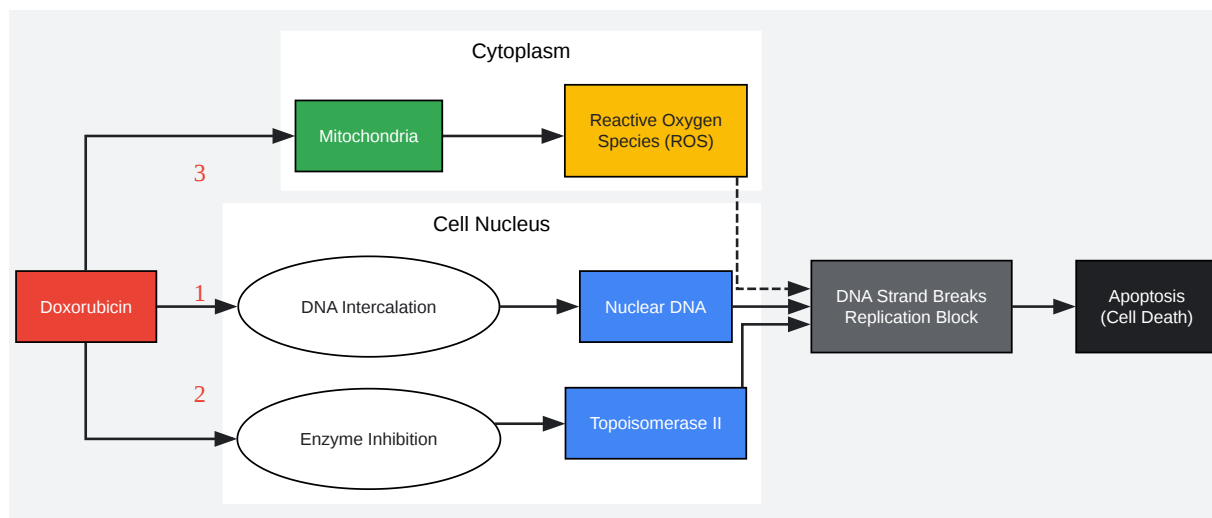 Cytoplasm
Mitochondria
Reactive Oxygen
Species (ROS)
3
Cell Nucleus
Doxorubicin
1
DNA Intercalation
Nuclear DNA
DNA Strand Breaks
Replication Block
Apoptosis
(Cell Death)
2
Enzyme Inhibition
Topoisomerase II